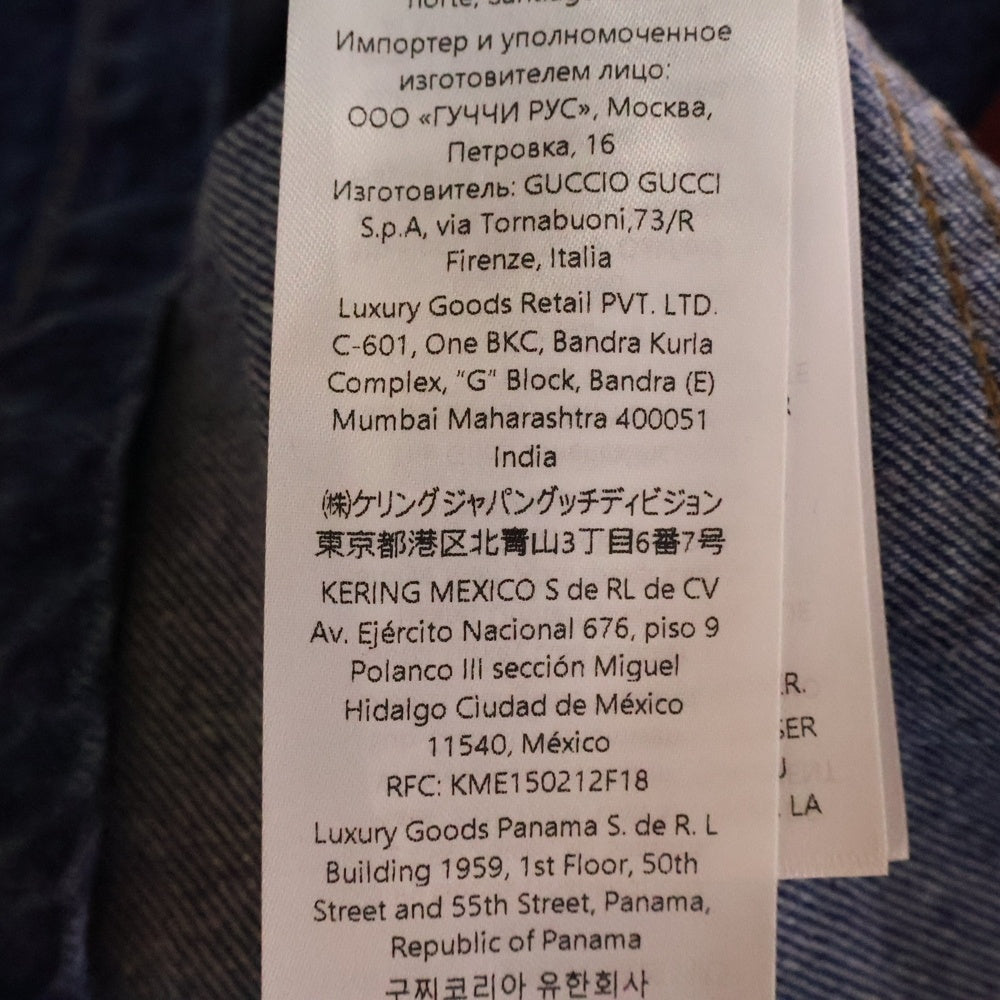 norte, Santiago
Импортер и уполномоченное
изготовителем лицо:
ООО «ГУЧЧИ РУС», Москва,
Петровка, 16
Изготовитель: GUCCIO GUCCI
S.p.A, via Tornabuoni,73/R
Firenze, Italia
Luxury Goods Retail PVT. LTD.
C-601, One BKC, Bandra Kurla
Complex, "G" Block, Bandra (E)
Mumbai Maharashtra 400051
India
㈱ケリングジャパングッチディビジョン
東京都港区北青山3丁目6番7号
KERING MEXICO S de RL de CV
Av. Ejército Nacional 676, piso 9
Polanco III sección Miguel
Hidalgo Ciudad de México
11540, México
RFC: KME150212F18
Luxury Goods Panama S. de R. L
Building 1959, 1st Floor, 50th
Street and 55th Street, Panama,
Republic of Panama
구찌코리아 유한회사
LA